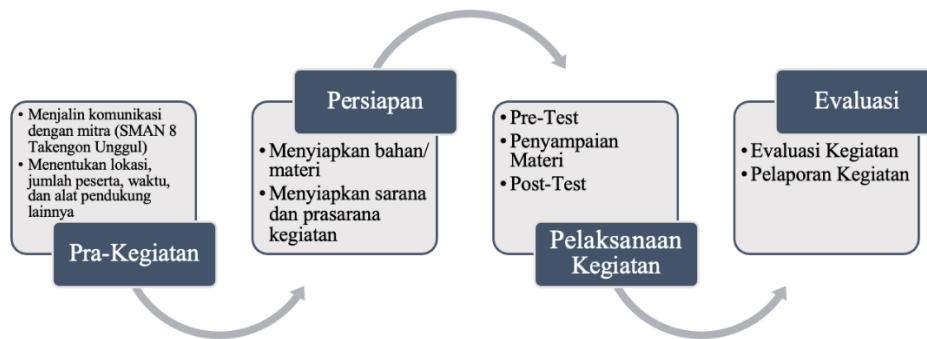 • Menjalin komunikasi
dengan mitra (SMAN 8
Takengon Unggul)
• Menentukan lokasi,
jumlah peserta, waktu,
dan alat pendukung
lainnya
Pra-Kegiatan
Persiapan
• Menyiapkan bahan/
materi
• Menyiapkan sarana
dan prasarana
kegiatan
• Pre-Test
• Penyampaian
Materi
• Post-Test
Pelaksanaan
Kegiatan
Evaluasi
• Evaluasi Kegiatan
• Pelaporan Kegiatan